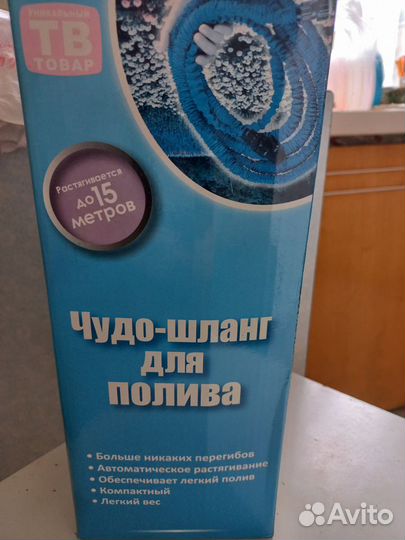 УНИКАЛЬНЫЙ
ТВ
ТОВАР
Растягивается
до 15
метров
Чудо-шланг
для
полива
• Больше никаких перегибов
• Автоматическое растягивание
• Обеспечивает легкий полив
• Компактный
• Легкий вес
Avito